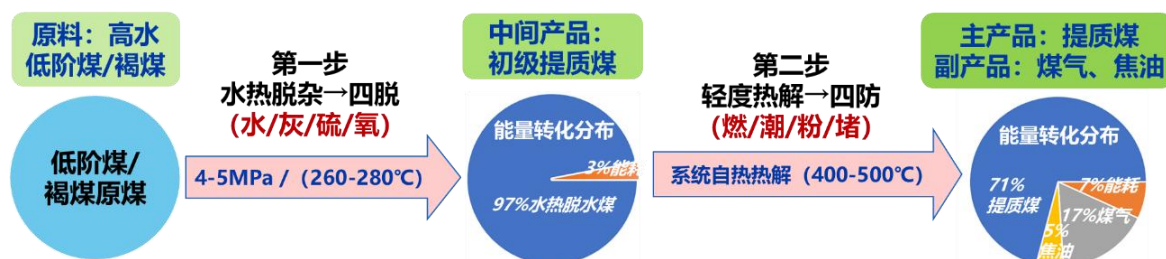 原料：高水
低阶煤/褐煤
低阶煤/
褐煤原煤
第一步
水热脱杂→四脱
（水/灰/硫/氧）
4-5MPa /（260-280℃）
中间产品：
初级提质煤
能量转化分布
3%能耗
97%水热脱水煤
第二步
轻度热解→四防
（燃/潮/粉/堵）
系统自热热解（400-500℃）
主产品：提质煤
副产品：煤气、焦油
能量转化分布
71%
提质煤
7%能耗
17%煤气
5%
焦油